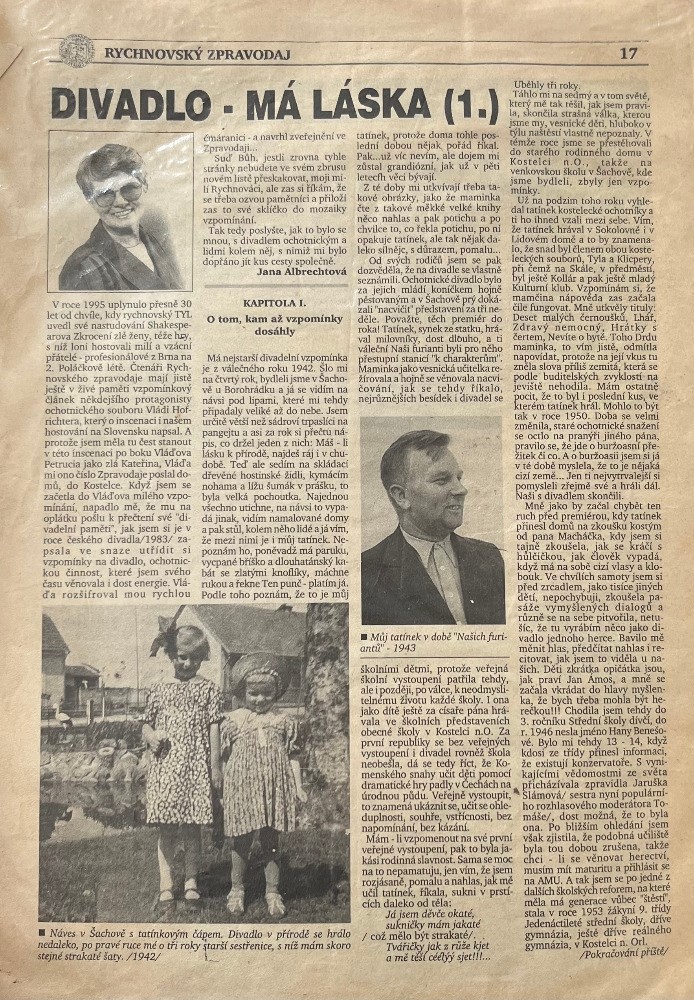 RYCHNOVSKÝ ZPRAVODAJ
17
DIVADLO - MÁ LÁSKA (1.)
V roce 1995 uplynulo přesně 30
let od chvíle, kdy rychnovský TYL
uvedl své nastudování Shakespe-
arova Zkrocení zlé ženy, téže hry,
s níž loni hostovali milí a vzácní
přátelé - profesionálové z Brna na
2. Poláčkově létě. Čtenáři Rych-
novského zpravodaje mají jistě
ještě v živé paměti vzpomínkový
článek někdejšího protagonisty
ochotnického souboru Vládi Hof-
richtera, který o inscenaci i našem
hostování na Slovensku napsal. A
protože jsem měla tu čest stanout
v této inscenaci po boku Vláďova
Petrucia jako zlá Kateřina, Vláďa
mi ono číslo Zpravodaje poslal do-
mů, do Kostelce. Když jsem se
začetla do Vláďova milého vzpo-
mínání, napadlo mě, že mu na
oplátku pošlu k přečtení své "di-
vadelní paměti", jak jsem si je v
roce českého divadla/1983/ za-
psala ve snaze utřídit si
vzpomínky na divadlo, ochotnic-
kou činnost, které jsem svého
času věnovala i dost energie. Vlá-
ďa rozšifroval mou rychlou
čmáranici - a navrhl zveřejnění ve
Zpravodaji...
Suď Bůh, jestli zrovna tyhle
stránky nebudete ve svém zbrusu
novém listě přeskakovat, moji mi-
lí Rychnováci, ale zas si říkám, že
se třeba ozvou pamětníci a přiloží
zas to své sklíčko do mozaiky
vzpomínání.
Tak tedy poslyšte, jak to bylo se
mnou, s divadlem ochotnickým a
lidmi kolem něj, s nimiž mi bylo
dopřáno jít kus cesty společně.
Jana Albrechtová
KAPITOLA I.
O tom, kam až vzpomínky
dosáhly
Má nejstarší divadelní vzpomínka
je z válečného roku 1942. Šlo mi
na čtvrtý rok, bydleli jsme v Šacho-
vě u Borohrádku a já se vidím na
návsi pod lipami, které mi tehdy
připadaly veliké až do nebe. Jsem
určitě větší než sádroví trpaslíci na
pangejtu a asi za rok si přečtu ná-
pis, co držel jeden z nich: Máš - li
lásku k přírodě, najdeš ráj i v chu-
době. Teď ale sedím na skládací
dřevěné hostinské židli, kymácím
nohama a lížu šumák v prášku, to
byla velká pochoutka. Najednou
všechno utichne, na návsi to vypa-
dá jinak, vidím namalované domy
a pak stůl, kolem něho lidé a já vím,
že mezi nimi je i můj tatínek. Ne-
poznám ho, poněvadž má paruku,
vycpané bříško a dlouhatánský ka-
bát se zlatými knoflíky, máchne
rukou a řekne Ten punč - platím já.
Podle toho poznám, že to je můj
tatínek, protože doma tohle pos-
lední dobou nějak pořád říkal.
Pak...už víc nevím, ale dojem mi
zůstal grandiózní, jak už v pěti
letech věci bývají.
Z té doby mi utkvívají třeba ta-
kové obrázky, jako že maminka
čte z takové měkké velké knihy
něco nahlas a pak potichu a po
chvilce to, co řekla potichu, po ní
opakuje tatínek, ale tak nějak da-
leko silněji, s důrazem, pomalu...
Od svých rodičů jsem se pak
dozvěděla, že na divadle se vlastně
seznámili. Ochotnické divadlo bylo
za jejich mládí koníčkem hojně
pěstovaným a v Šachově prý doká-
zali "nacvičit" představení za tři ne-
děle. Považte, těch premiér do
roka! Tatínek, synek ze statku, hrá-
val milovníky, dost dlouho, a ti
váleční Naši furianti byli pro něho
přestupní stanicí "k charakterům".
Maminka jako vesnická učitelka re-
žírovala a hojně se věnovala nacvi-
čování, jak se tehdy říkalo,
nejrůznějších besídek i divadel se
■ Můj tatínek v době "Našich furi-
antů" - 1943
školními dětmi, protože veřejná
školní vystoupení patřila tehdy,
ale i později, po válce, k neodmysli-
telnému životu každé školy. I ona
jako dítě ještě za císaře pána hrá-
vala ve školních představeních
obecné školy v Kostelci n.O. Za
první republiky se bez veřejných
vystoupení i divadel rovněž škola
neobešla, dá se tedy říct, že Ko-
menského snahy učit děti pomocí
dramatické hry padly v Čechách na
úrodnou půdu. Veřejně vystoupit,
to znamená ukáznit se, učit se ohle-
duplnosti, souhře, vstřícnosti, bez
napomínání, bez kázání.
Mám - li vzpomenout na své první
veřejné vystoupení, pak to byla ja-
kási rodinná slavnost. Sama se moc
na to nepamatuju, jen vím, že jsem
rozjásaně, pomalu a nahlas, jak mě
učil tatínek, říkala, sukni v prstí-
cích daleko od těla:
Já jsem děvče okaté,
sukničky mám jakaté
/ což mělo být strakaté/.
Tvářičky jak z růže kjet
a mě těší céélýý sjet!!!...
Uběhly tři roky.
Táhlo mi na sedmý a v tom světě,
který mě tak těšil, jak jsem pravi-
la, skončila strašná válka, kterou
jsme my, vesnické děti, hluboko v
týlu naštěstí vlastně nepoznaly. V
témže roce jsme se přestěhovali
do starého rodinného domu v
Kostelci n.O., takže na
venkovskou školu v Šachově, kde
jsme bydleli, zbyly jen vzpo-
mínky.
Už na podzim toho roku vyhle-
dal tatínek kostelecké ochotníky a
ti ho ihned vzali mezi sebe. Vím,
že tatínek hrával v Sokolovně i v
Lidovém domě a to by znamena-
lo, že snad byl členem obou koste-
leckých souborů, Tyla a Klicpery,
při čemž na Skále, v předměstí,
byl ještě Kollár a pak ještě mladý
Kulturní klub. Vzpomínám si, že
mamčina nápověda zas začala
čile fungovat. Mně utkvěly tituly:
Deset malých černoušků, Lhář,
Zdravý nemocný, Hrátky s
čertem, Nevíte o bytě. Toho Drdu
maminka, to vím jistě, odmítla
napovídat, protože na její vkus tu
zněla slova příliš zemitá, která se
podle buditelských zvyklostí na
jeviště nehodila. Mám ostatně
pocit, že to byl i poslední kus, ve
kterém tatínek hrál. Mohlo to být
tak v roce 1950. Doba se velmi
změnila, staré ochotnické snažení
se octlo na pranýři jiného pána,
pravilo se, že jde o buržoasní pře-
žitek či co. A o buržoasii jsem si já
v té době myslela, že to je nějaká
cizí země... Jen ti nejvytrvalejší si
pomysleli zřejmě své a hráli dál.
Naši s divadlem skončili.
Mně jako by začal chybět ten
ruch před premiérou, kdy tatínek
přinesl domů na zkoušku kostým
od pana Macháčka, kdy jsem si
tajně zkoušela, jak se kráčí s
hůlčičkou, jak člověk vypadá,
když má na sobě cizí vlasy a klo-
bouk. Ve chvílích samoty jsem si
před zrcadlem, jako tisíce jiných
dětí, nepochybuji, zkoušela pa-
sáže vymyšlených dialogů a
různě se na sebe pitvořila, netu-
šíc, že tu vyrábím něco jako di-
vadlo jednoho herce. Bavilo mě
měnit hlas, předčítat nahlas i re-
citovat, jak jsem to viděla u na-
šich. Děti zkrátka opičátka jsou,
jak praví Jan Ámos, a mně se
začala vkrádat do hlavy myšlen-
ka, že bych třeba mohla být he-
rečkou!!! Chodila jsem tehdy do
3. ročníku Střední školy dívčí, do
r. 1946 nesla jméno Hany Benešo-
vé. Bylo mi tehdy 13 - 14, když
kdosi ze třídy přinesl informaci,
že existují konzervatoře. S vyni-
kajícími vědomostmi ze světa
přicházívala zpravidla Jaruška
Slámová/ sestra nyní populární-
ho rozhlasového moderátora To-
máše/, dost možná, že to byla
ona. Po bližším ohledání jsem
však zjistila, že podobná učiliště
byla tou dobou zrušena, takže
chci - li se věnovat herectví,
musím mít maturitu a přihlásit se
na AMU. A tak jsem se po jedné z
dalších školských reforem, na které
měla má generace vůbec "štěstí",
stala v roce 1953 žákyní 9. třídy
Jedenáctileté střední školy, dříve
gymnázia, ještě dříve reálného
gymnázia, v Kostelci n. Orl.
/Pokračování příště/
■ Náves v Šachově s tatínkovým čápem. Divadlo v přírodě se hrálo
nedaleko, po pravé ruce mé o tři roky starší sestřenice, s níž mám skoro
stejné strakaté šaty. /1942/